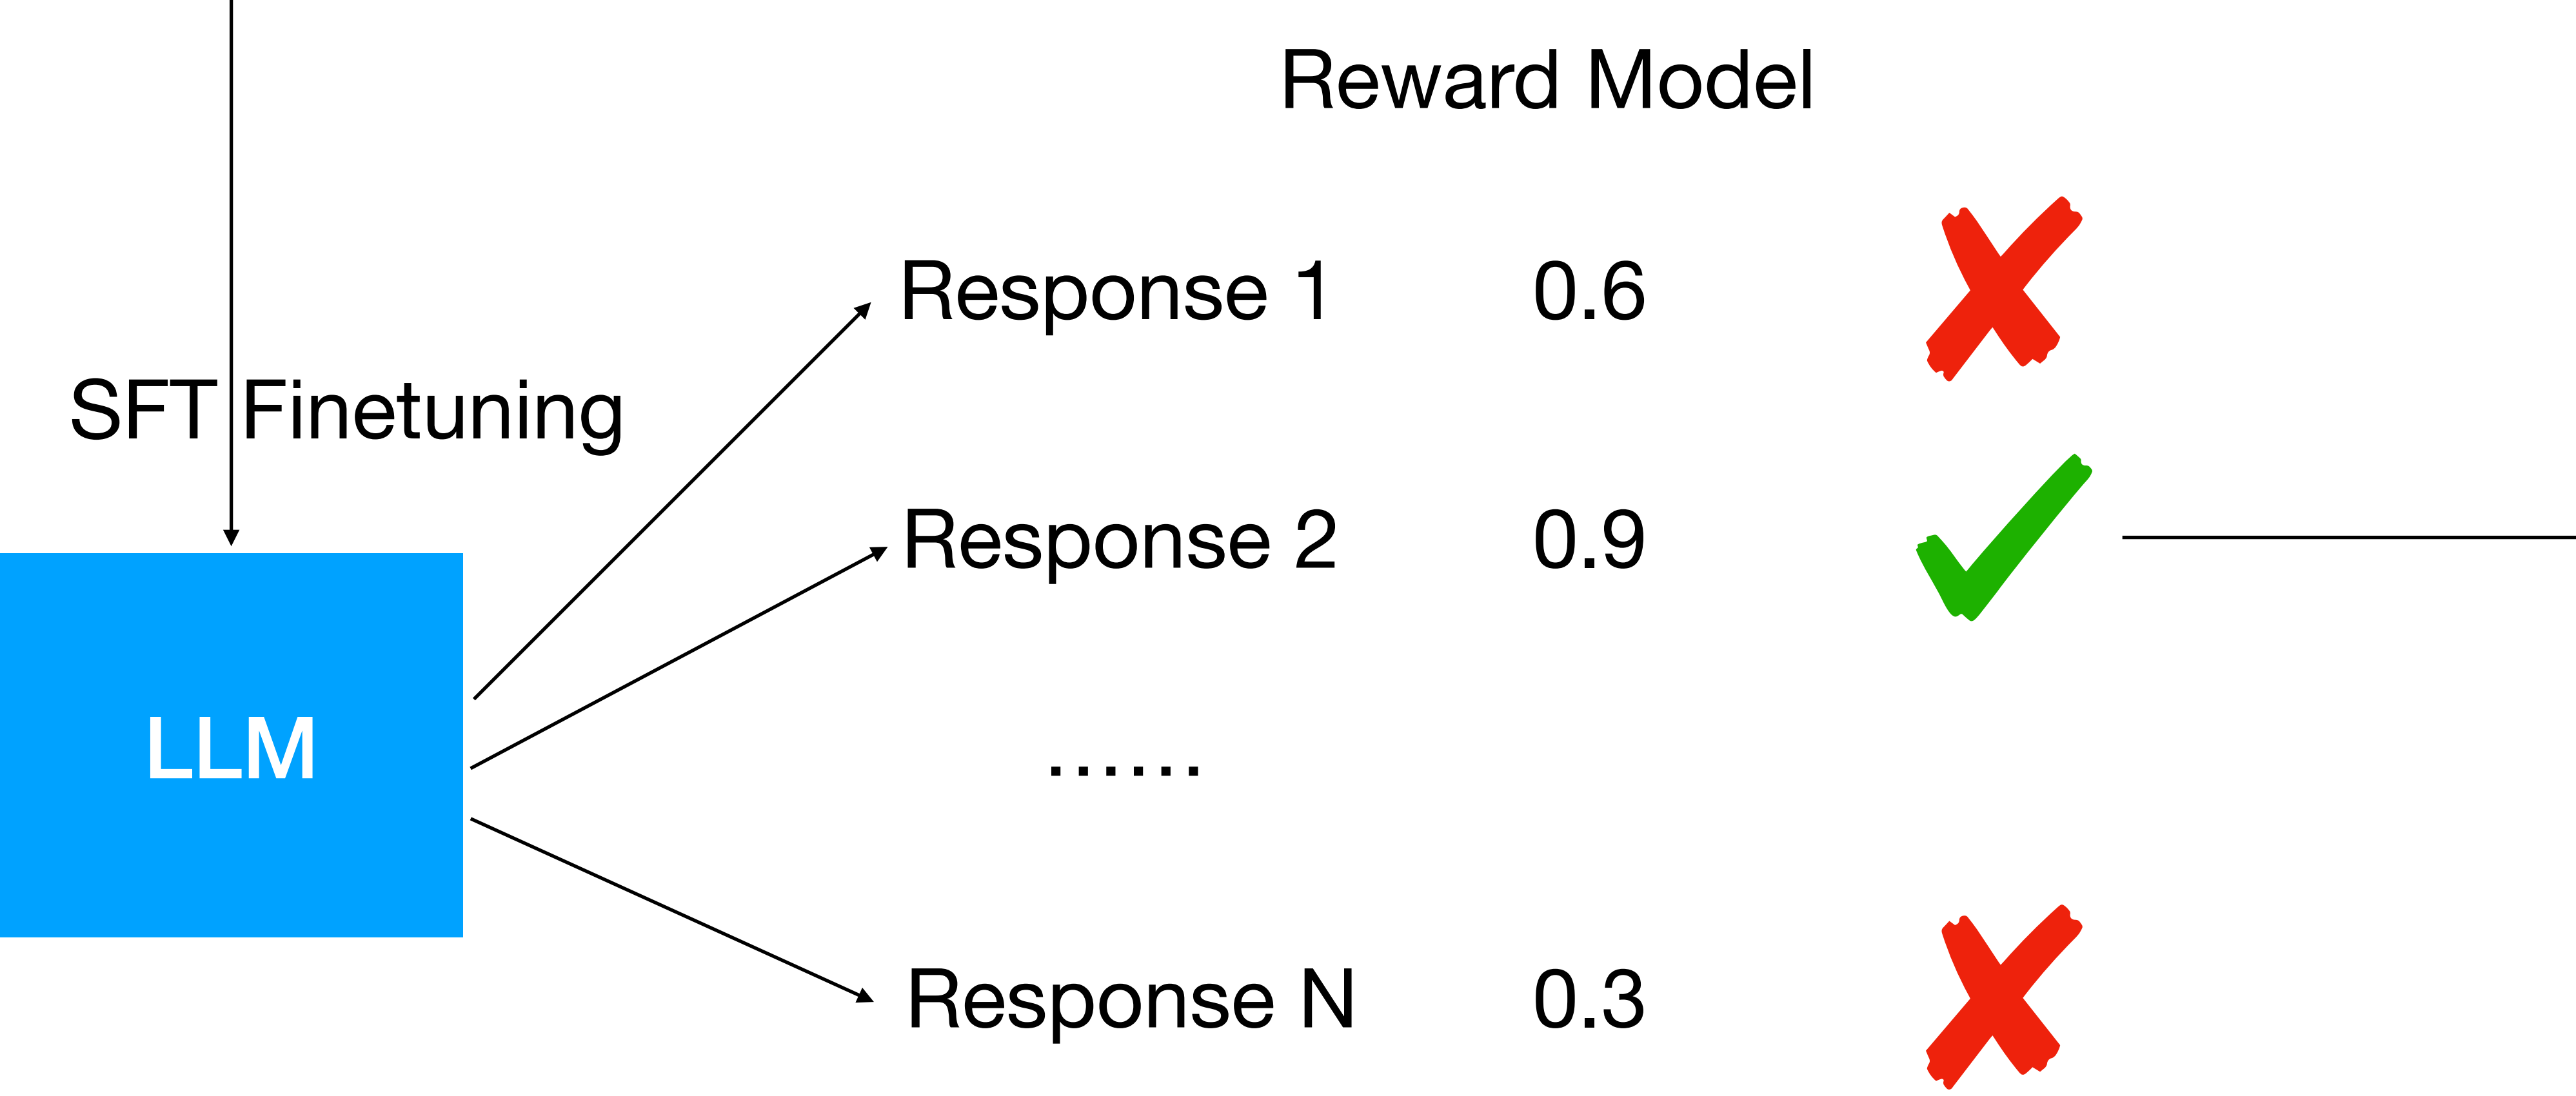 Reward Model
Response 1 0.6
SFT Finetuning
Response 2 0.9
LLM
......
Response N 0.3